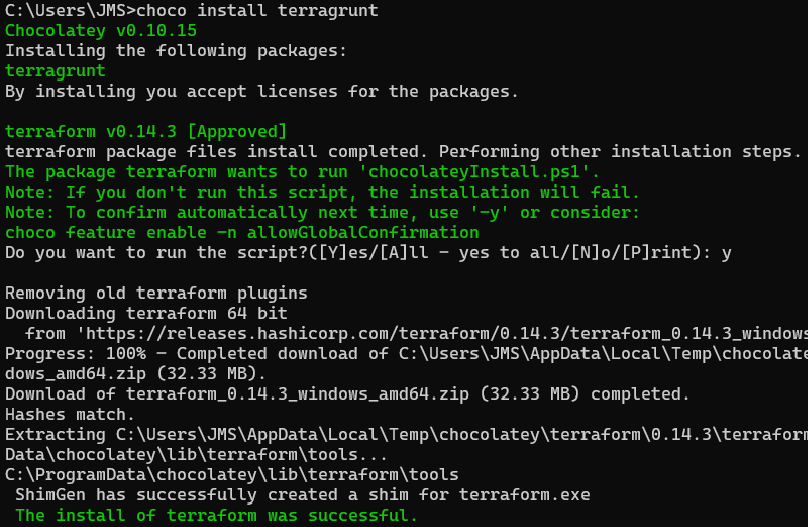 C:\Users\JMS>choco install terragrunt
Chocolatey v0.10.15
Installing the following packages:
terragrunt
By installing you accept licenses for the packages.

terraform v0.14.3 [Approved]
terraform package files install completed. Performing other installation steps.
The package terraform wants to run 'chocolateyInstall.ps1'.
Note: If you don't run this script, the installation will fail.
Note: To confirm automatically next time, use '-y' or consider:
choco feature enable -n allowGlobalConfirmation
Do you want to run the script?([Y]es/[A]ll - yes to all/[N]o/[P]rint): y

Removing old terraform plugins
Downloading terraform 64 bit
  from 'https://releases.hashicorp.com/terraform/0.14.3/terraform_0.14.3_windows
Progress: 100% - Completed download of C:\Users\JMS\AppData\Local\Temp\chocolate
dows_amd64.zip (32.33 MB).
Download of terraform_0.14.3_windows_amd64.zip (32.33 MB) completed.
Hashes match.
Extracting C:\Users\JMS\AppData\Local\Temp\chocolatey\terraform\0.14.3\terraform
Data\chocolatey\lib\terraform\tools...
C:\ProgramData\chocolatey\lib\terraform\tools
 ShimGen has successfully created a shim for terraform.exe
 The install of terraform was successful.